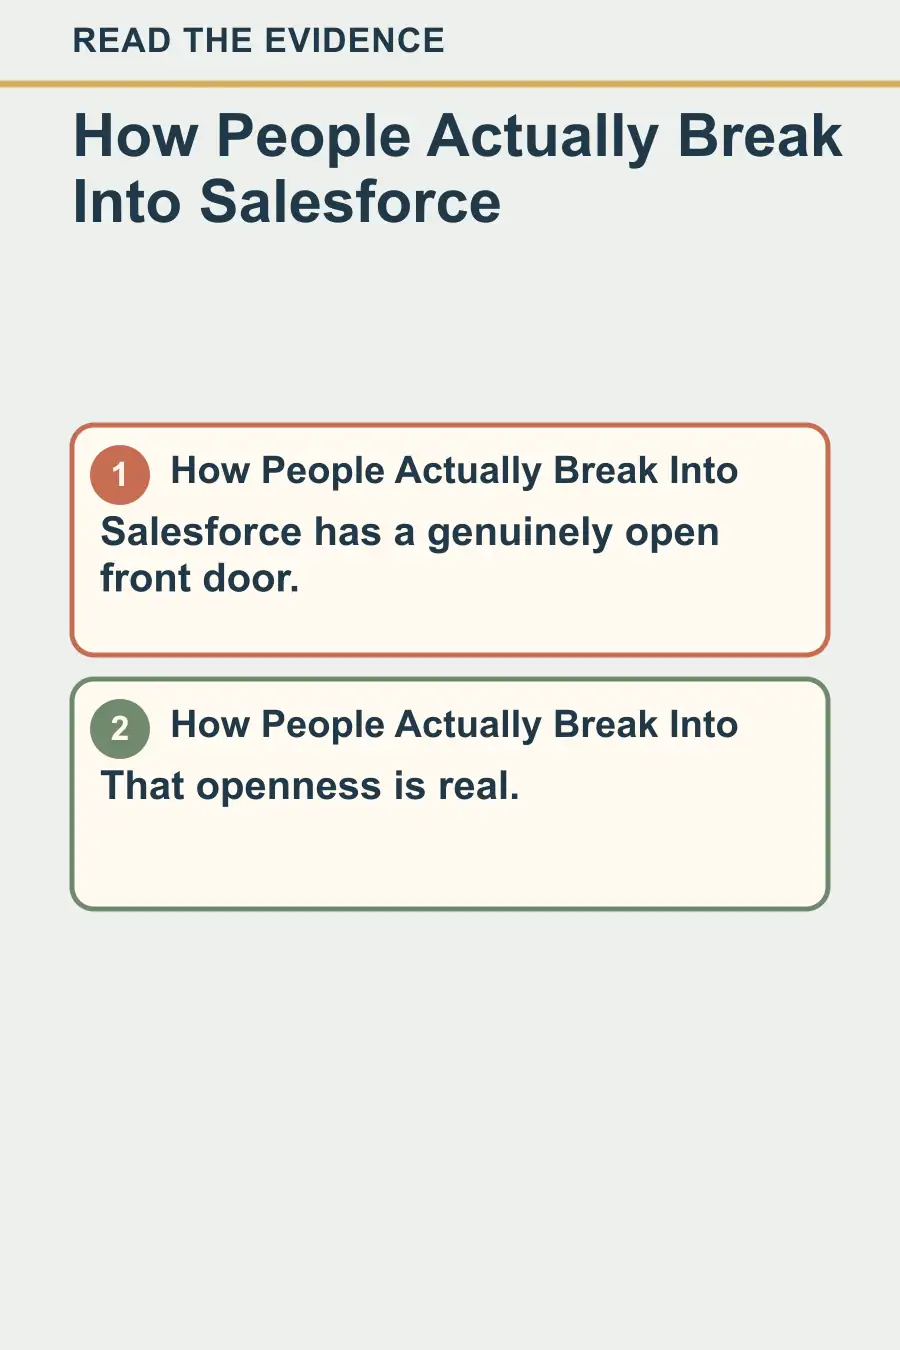 READ THE EVIDENCE
How People Actually Break
Into Salesforce
1 How People Actually Break Into
Salesforce has a genuinely open
front door.
2 How People Actually Break Into
That openness is real.